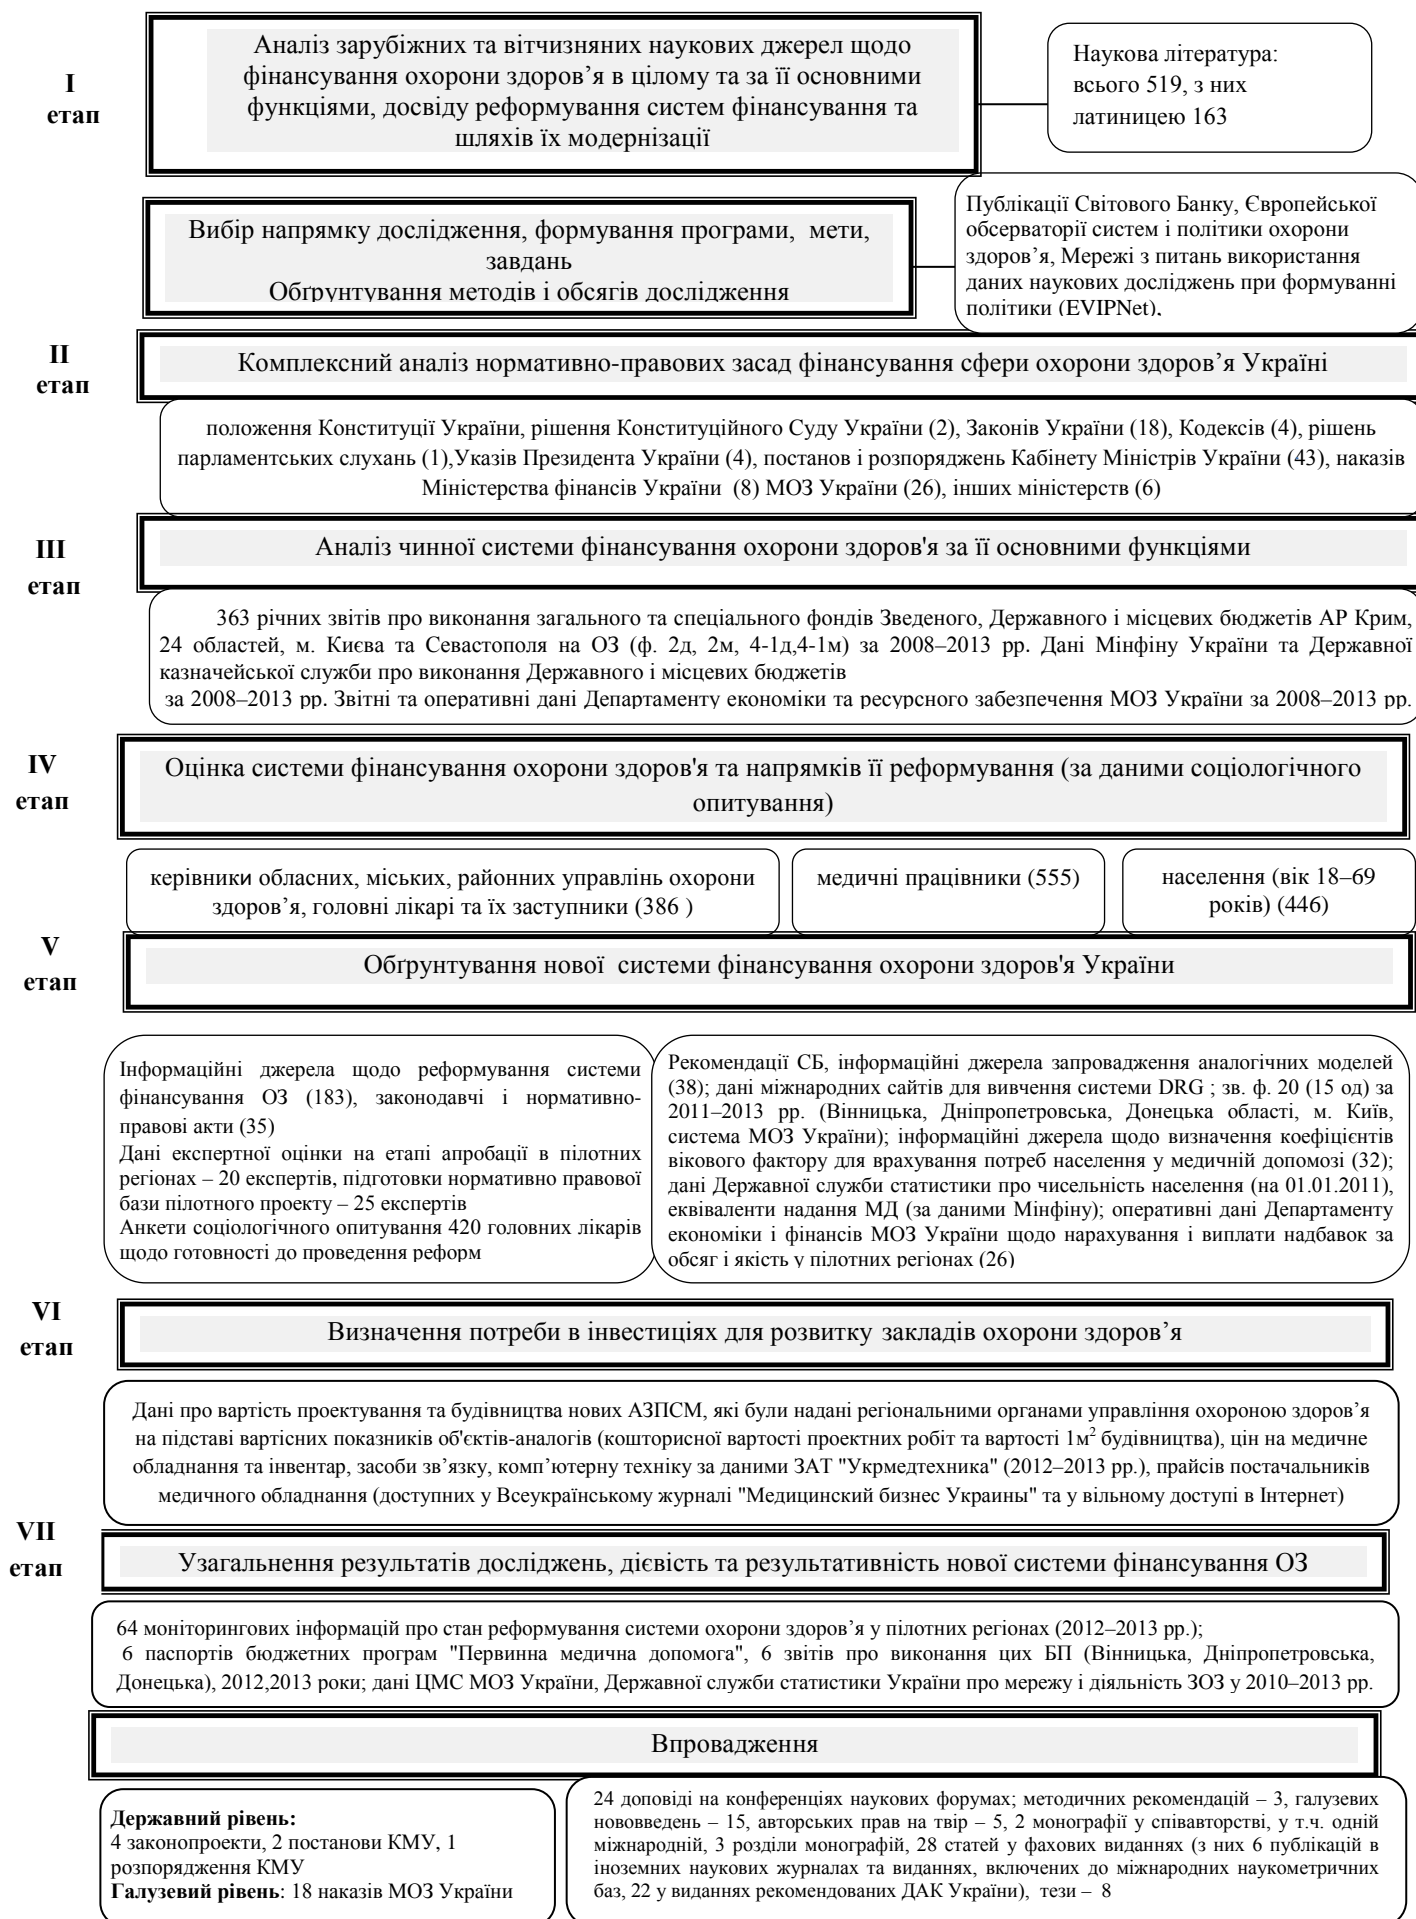 I
етап
Аналіз зарубіжних та вітчизняних наукових джерел щодо
фінансування охорони здоров’я в цілому та за її основними
функціями, досвіду реформування систем фінансування та
шляхів їх модернізації
Наукова література:
всього 519, з них
латиницею 163
Вибір напрямку дослідження, формування програми, мети,
завдань
Обґрунтування методів і обсягів дослідження
Публікації Світового Банку, Європейської
обсерваторії систем і політики охорони
здоров’я, Мережі з питань використання
даних наукових досліджень при формуванні
політики (EVIPNet),
II
етап
Комплексний аналіз нормативно-правових засад фінансування сфери охорони здоров’я Україні
положення Конституції України, рішення Конституційного Суду України (2), Законів України (18), Кодексів (4), рішень
парламентських слухань (1),Указів Президента України (4), постанов і розпоряджень Кабінету Міністрів України (43), наказів
Міністерства фінансів України (8) МОЗ України (26), інших міністерств (6)
III
етап
Аналіз чинної системи фінансування охорони здоров'я за її основними функціями
363 річних звітів про виконання загального та спеціального фондів Зведеного, Державного і місцевих бюджетів АР Крим,
24 областей, м. Києва та Севастополя на ОЗ (ф. 2д, 2м, 4-1д,4-1м) за 2008–2013 рр. Дані Мінфіну України та Державної
казначейської служби про виконання Державного і місцевих бюджетів
за 2008–2013 рр. Звітні та оперативні дані Департаменту економіки та ресурсного забезпечення МОЗ України за 2008–2013 рр.
IV
етап
Оцінка системи фінансування охорони здоров'я та напрямків її реформування (за даними соціологічного
опитування)
керівники обласних, міських, районних управлінь охорони
здоров’я, головні лікарі та їх заступники (386 )
медичні працівники (555)
населення (вік 18–69
років) (446)
V
етап
Обґрунтування нової системи фінансування охорони здоров'я України
Інформаційні джерела щодо реформування системи
фінансування ОЗ (183), законодавчі і нормативно-
правові акти (35)
Дані експертної оцінки на етапі апробації в пілотних
регіонах – 20 експертів, підготовки нормативно правової
бази пілотного проекту – 25 експертів
Анкети соціологічного опитування 420 головних лікарів
щодо готовності до проведення реформ
Рекомендації СБ, інформаційні джерела запровадження аналогічних моделей
(38); дані міжнародних сайтів для вивчення системи DRG ; зв. ф. 20 (15 од) за
2011–2013 рр. (Вінницька, Дніпропетровська, Донецька області, м. Київ,
система МОЗ України); інформаційні джерела щодо визначення коефіцієнтів
вікового фактору для врахування потреб населення у медичній допомозі (32);
дані Державної служби статистики про чисельність населення (на 01.01.2011),
еквіваленти надання МД (за даними Мінфіну); оперативні дані Департаменту
економіки і фінансів МОЗ України щодо нарахування і виплати надбавок за
обсяг і якість у пілотних регіонах (26)
VI
етап
Визначення потреби в інвестиціях для розвитку закладів охорони здоров’я
Дані про вартість проектування та будівництва нових АЗПСМ, які були надані регіональними органами управління охороною здоров’я
на підставі вартісних показників об'єктів-аналогів (кошторисної вартості проектних робіт та вартості 1м² будівництва), цін на медичне
обладнання та інвентар, засоби зв’язку, комп’ютерну техніку за даними ЗАТ "Укрмедтехника" (2012–2013 рр.), прайсів постачальників
медичного обладнання (доступних у Всеукраїнському журналі "Медицинский бизнес Украины" та у вільному доступі в Інтернет)
VII
етап
Узагальнення результатів досліджень, дієвість та результативність нової системи фінансування ОЗ
64 моніторингових інформацій про стан реформування системи охорони здоров’я у пілотних регіонах (2012–2013 рр.);
6 паспортів бюджетних програм "Первинна медична допомога", 6 звітів про виконання цих БП (Вінницька, Дніпропетровська,
Донецька), 2012,2013 роки; дані ЦМС МОЗ України, Державної служби статистики України про мережу і діяльність ЗОЗ у 2010–2013 рр.
Впровадження
Державний рівень:
4 законопроекти, 2 постанови КМУ, 1
розпорядження КМУ
Галузевий рівень: 18 наказів МОЗ України
24 доповіді на конференціях наукових форумах; методичних рекомендацій – 3, галузевих
нововведень – 15, авторських прав на твір – 5, 2 монографії у співавторстві, у т.ч. одній
міжнародній, 3 розділи монографій, 28 статей у фахових виданнях (з них 6 публікацій в
іноземних наукових журналах та виданнях, включених до міжнародних наукометричних
баз, 22 у виданнях рекомендованих ДАК України), тези – 8